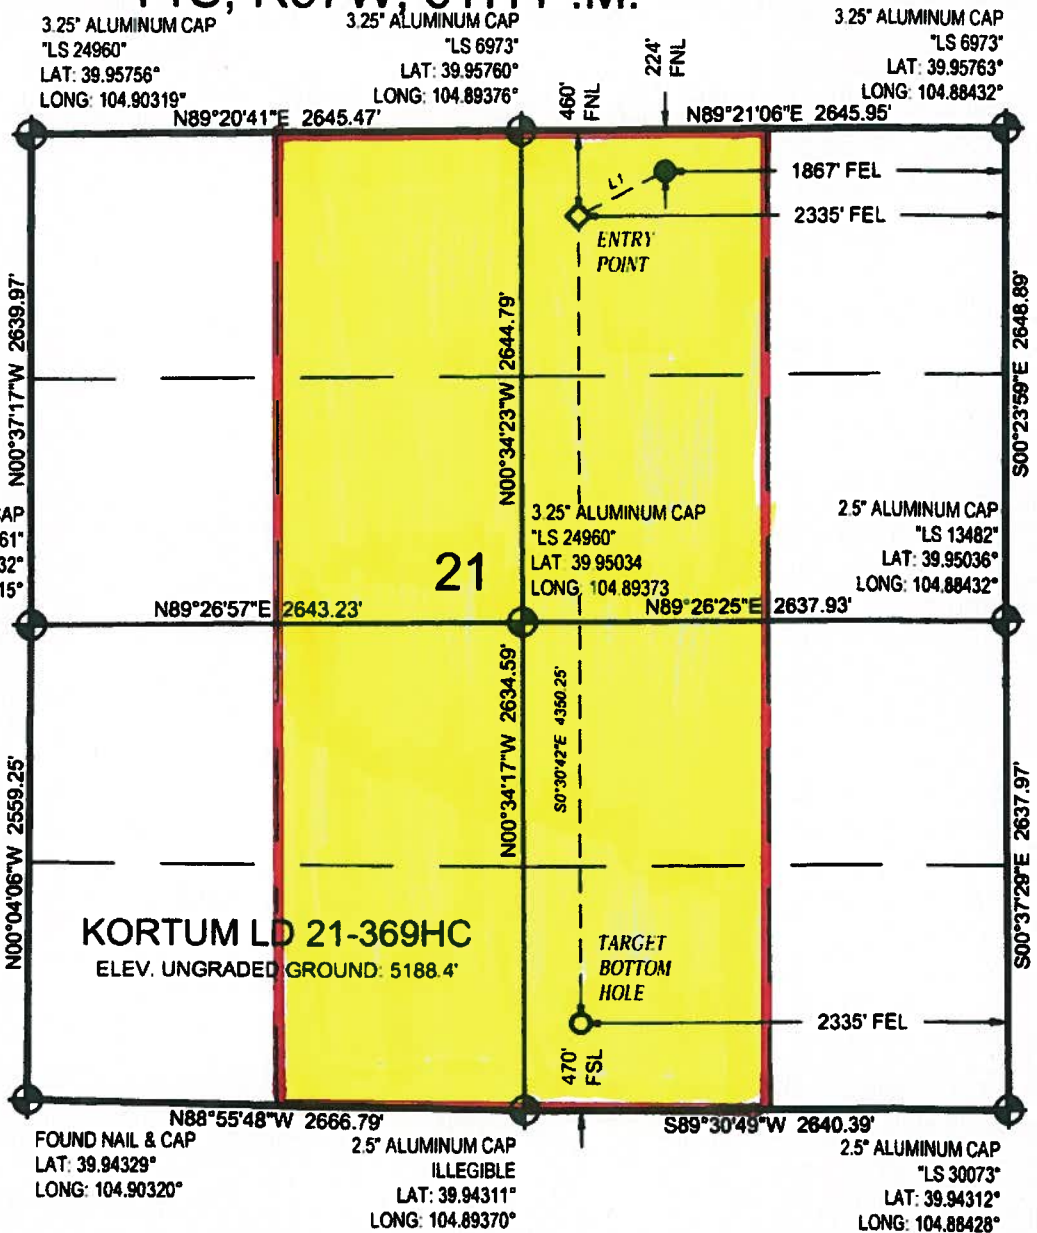 R67W, 6TH P.M.
3.25" ALUMINUM CAP
"LS 24960"
LAT: 39.95756°
LONG: 104.90319°
3.25" ALUMINUM CAP
"LS 6973"
LAT: 39.95760°
LONG: 104.89376°
460'
FNL
224'
FNL
3.25" ALUMINUM CAP
"LS 6973"
LAT: 39.95763°
LONG: 104.88432°
N89°20'41"E 2645.47'
N89°21'06"E 2645.95'
L1
1867' FEL
2335' FEL
ENTRY
POINT
N00°37'17"W 2639.97'
N00°34'23"W 2644.79'
S00°23'59"E 2648.89'
CAP
61"
32°
15°
3.25" ALUMINUM CAP
"LS 24960"
LAT: 39 95034
LONG: 104.89373
2.5" ALUMINUM CAP
"LS 13482"
LAT: 39.95036°
LONG: 104.88432°
21
N89°26'57"E 2643.23'
N89°26'25"E 2637.93'
N00°04'06"W 2559.25'
N00°34'17"W 2634.59'
S0°30'42"E 4350.25'
S00°37'29"E 2637.97'
KORTUM LD 21-369HC
ELEV. UNGRADED GROUND: 5188.4'
TARGET
BOTTOM
HOLE
2335' FEL
470'
FSL
N88°55'48"W 2666.79'
S89°30'49"W 2640.39'
FOUND NAIL & CAP
LAT: 39.94329°
LONG: 104.90320°
2.5" ALUMINUM CAP
ILLEGIBLE
LAT: 39.94311°
LONG: 104.89370°
2.5" ALUMINUM CAP
"LS 30073"
LAT: 39.94312°
LONG: 104.88428°